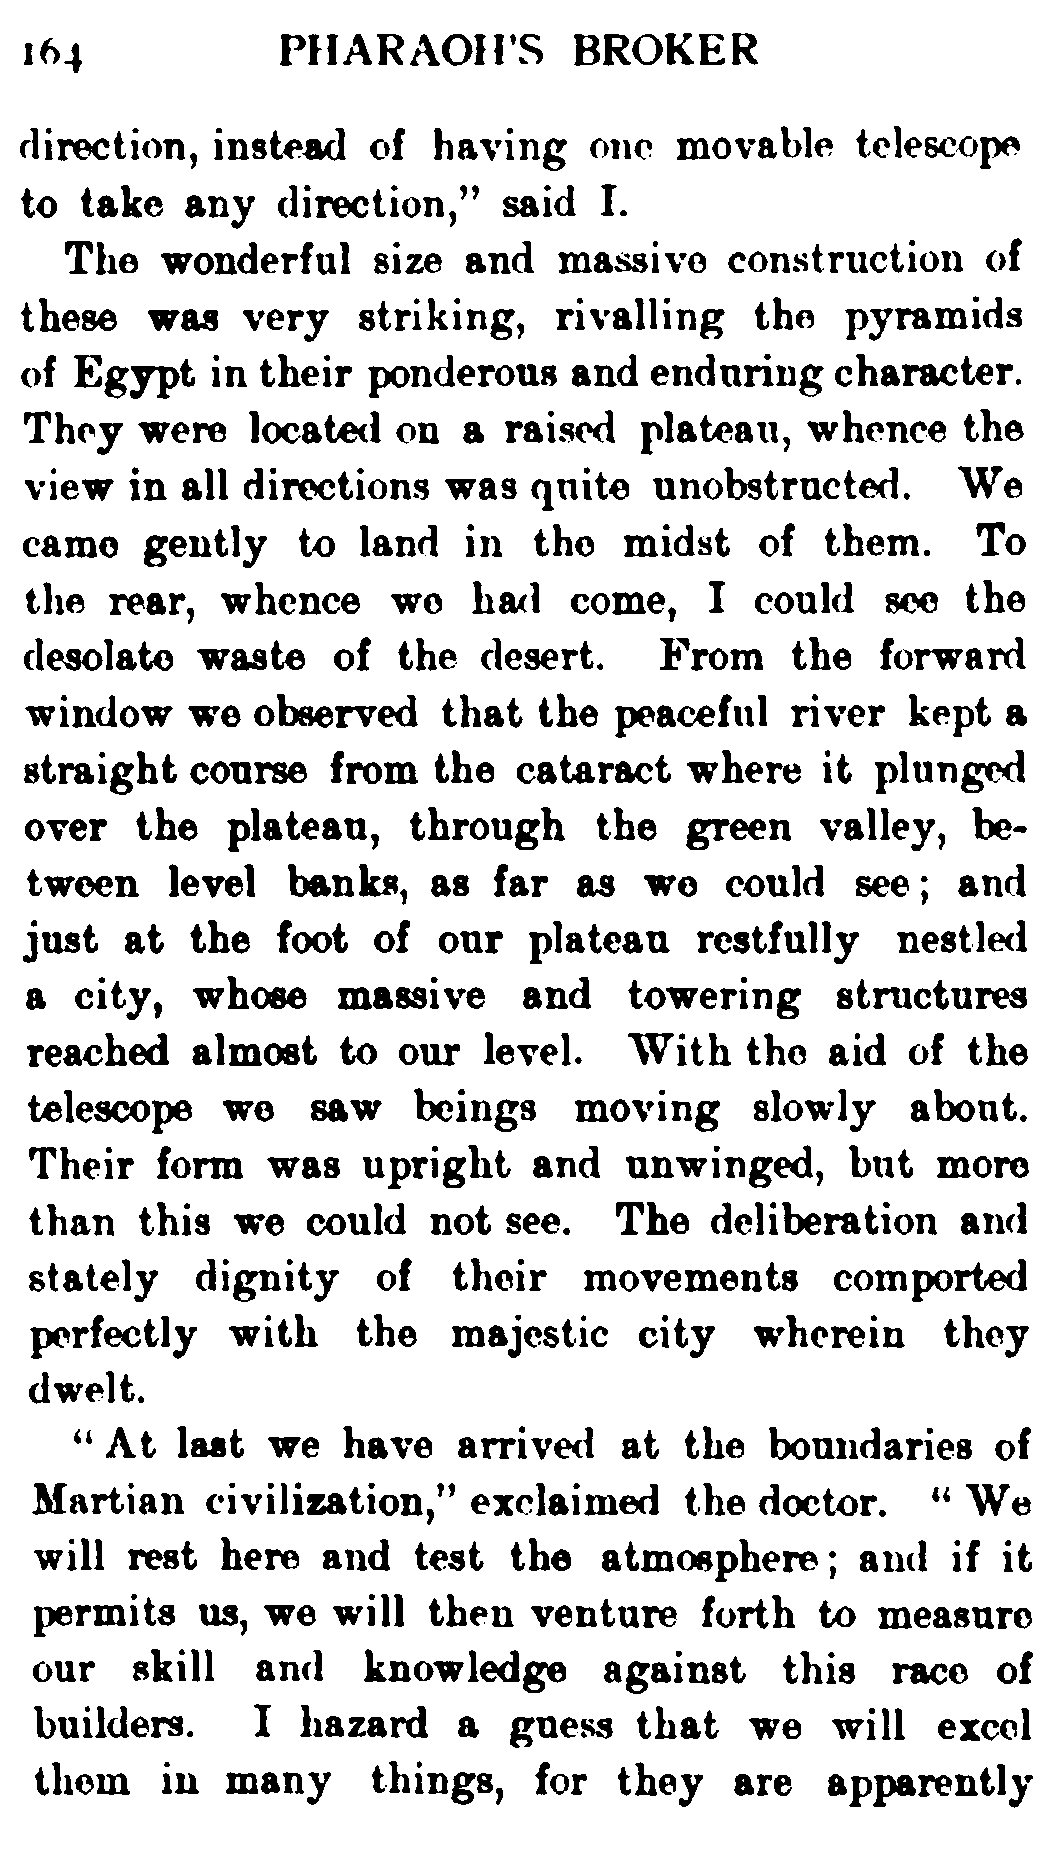 164 PHARAOH'S BROKER
direction, instead of having one movable telescope
to take any direction," said I.
The wonderful size and massive construction of
these was very striking, rivalling the pyramids
of Egypt in their ponderous and enduring character.
They were located on a raised plateau, whence the
view in all directions was quite unobstructed. We
came gently to land in the midst of them. To
the rear, whence we had come, I could see the
desolate waste of the desert. From the forward
window we observed that the peaceful river kept a
straight course from the cataract where it plunged
over the plateau, through the green valley, be-
tween level banks, as far as we could see; and
just at the foot of our plateau restfully nestled
a city, whose massive and towering structures
reached almost to our level. With the aid of the
telescope we saw beings moving slowly about.
Their form was upright and unwinged, but more
than this we could not see. The deliberation and
stately dignity of their movements comported
perfectly with the majestic city wherein they
dwelt.
"At last we have arrived at the boundaries of
Martian civilization," exclaimed the doctor. "We
will rest here and test the atmosphere; and if it
permits us, we will then venture forth to measure
our skill and knowledge against this race of
builders. I hazard a guess that we will excel
them in many things, for they are apparently